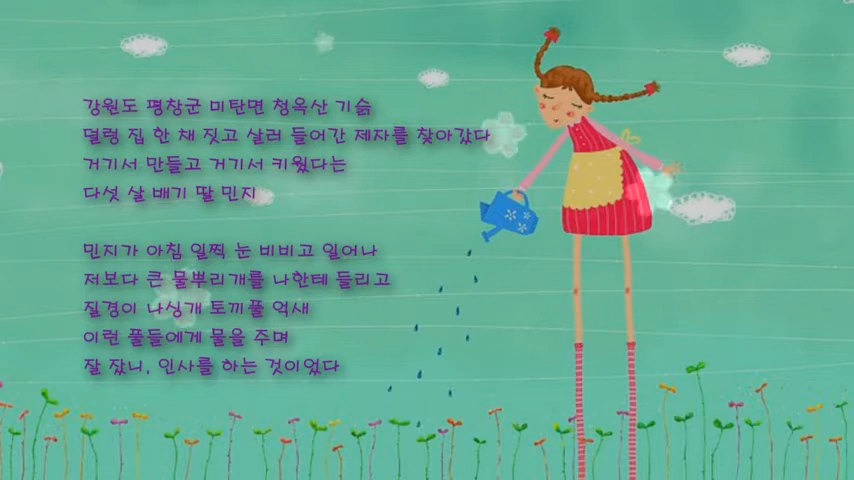 강원도 평창군 미탄면 청옥산 기슭
덜렁 집 한 채 짓고 살러 들어간 제자를 찾아갔다
거기서 만들고 거기서 키웠다는
다섯 살 배기 딸 민지
민지가 아침 일찍 눈 비비고 일어나
저보다 큰 물뿌리개를 나한테 들리고
질경이 나싱개 토끼풀 억새
이런 풀들에게 물을 주며
잘 잤니, 인사를 하는 것이었다